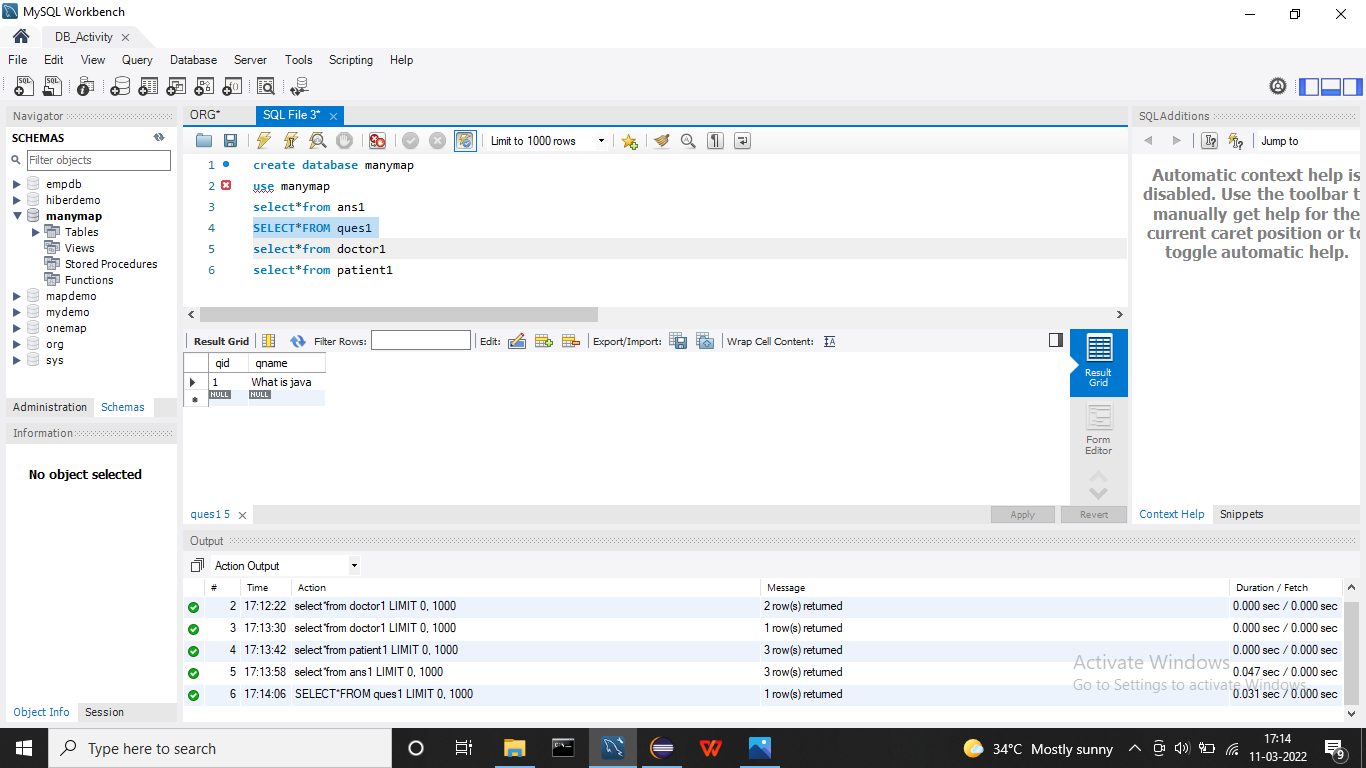 MySQL Workbench
DB_Activity
File Edit View Query Database Server Tools Scripting Help
Navigator
SCHEMAS
Filter objects
empdb
hiberdemo
manymap
Tables
Views
Stored Procedures
Functions
mapdemo
mydemo
onemap
org
sys
Administration Schemas
Information
No object selected
Object Info Session
ORG* SQL File 3*
Limit to 1000 rows
1 create database manymap
2 use manymap
3 select*from ans1
4 SELECT*FROM ques1
5 select*from doctor1
6 select*from patient1
Result Grid Filter Rows: Edit: Export/Import: Wrap Cell Content:
qid qname
1 What is java
NULL NULL
Result
Grid
Form
Editor
ques1 5
Apply Revert
SQLAdditions
Jump to
Automatic context help is
disabled. Use the toolbar t
manually get help for the
current caret position or to
toggle automatic help.
Context Help Snippets
Output
Action Output
# Time Action Message Duration / Fetch
2 17:12:22 select*from doctor1 LIMIT 0, 1000 2 row(s) returned 0.000 sec / 0.000 sec
3 17:13:30 select*from doctor1 LIMIT 0, 1000 1 row(s) returned 0.000 sec / 0.000 sec
4 17:13:42 select*from patient1 LIMIT 0, 1000 3 row(s) returned 0.000 sec / 0.000 sec
5 17:13:58 select*from ans1 LIMIT 0, 1000 3 row(s) returned 0.047 sec / 0.000 sec
6 17:14:06 SELECT*FROM ques1 LIMIT 0, 1000 1 row(s) returned 0.031 sec / 0.000 sec
Activate Windows
Go to Settings to activate Windows.
Type here to search
34°C Mostly sunny
17:14
11-03-2022
9